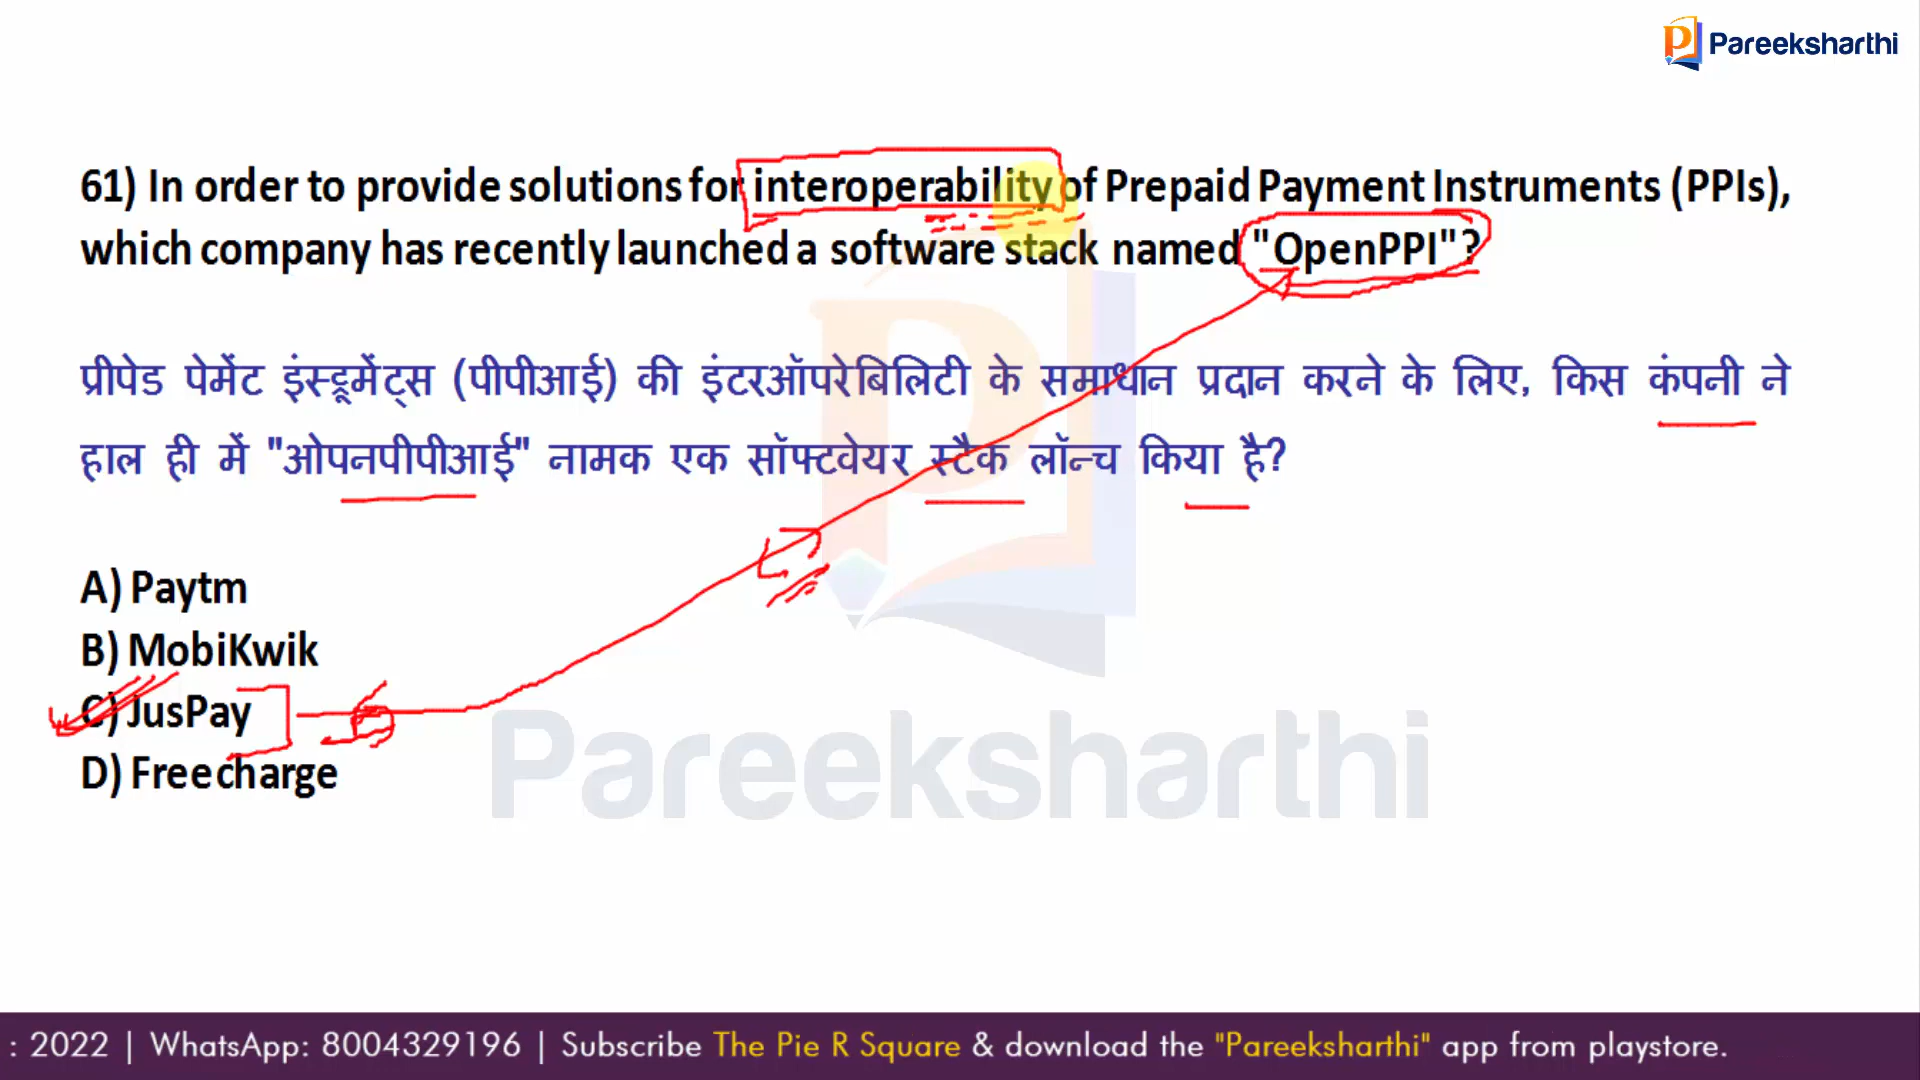 Pareeksharthi
61) In order to provide solutions for interoperability of Prepaid Payment Instruments (PPIs),
which company has recently launched a software stack named "OpenPPI"?
प्रीपेड पेमेंट इंस्ट्रूमेंट्स (पीपीआई) की इंटरऑपरेबिलिटी के समाधान प्रदान करने के लिए, किस कंपनी ने
हाल ही में "ओपनपीपीआई" नामक एक सॉफ्टवेयर स्टैक लॉन्च किया है?
A) Paytm
B) MobiKwik
C) JusPay
D) Freecharge
Pareeksharthi
: 2022 | WhatsApp: 8004329196 | Subscribe The Pie R Square & download the "Pareeksharthi" app from playstore.